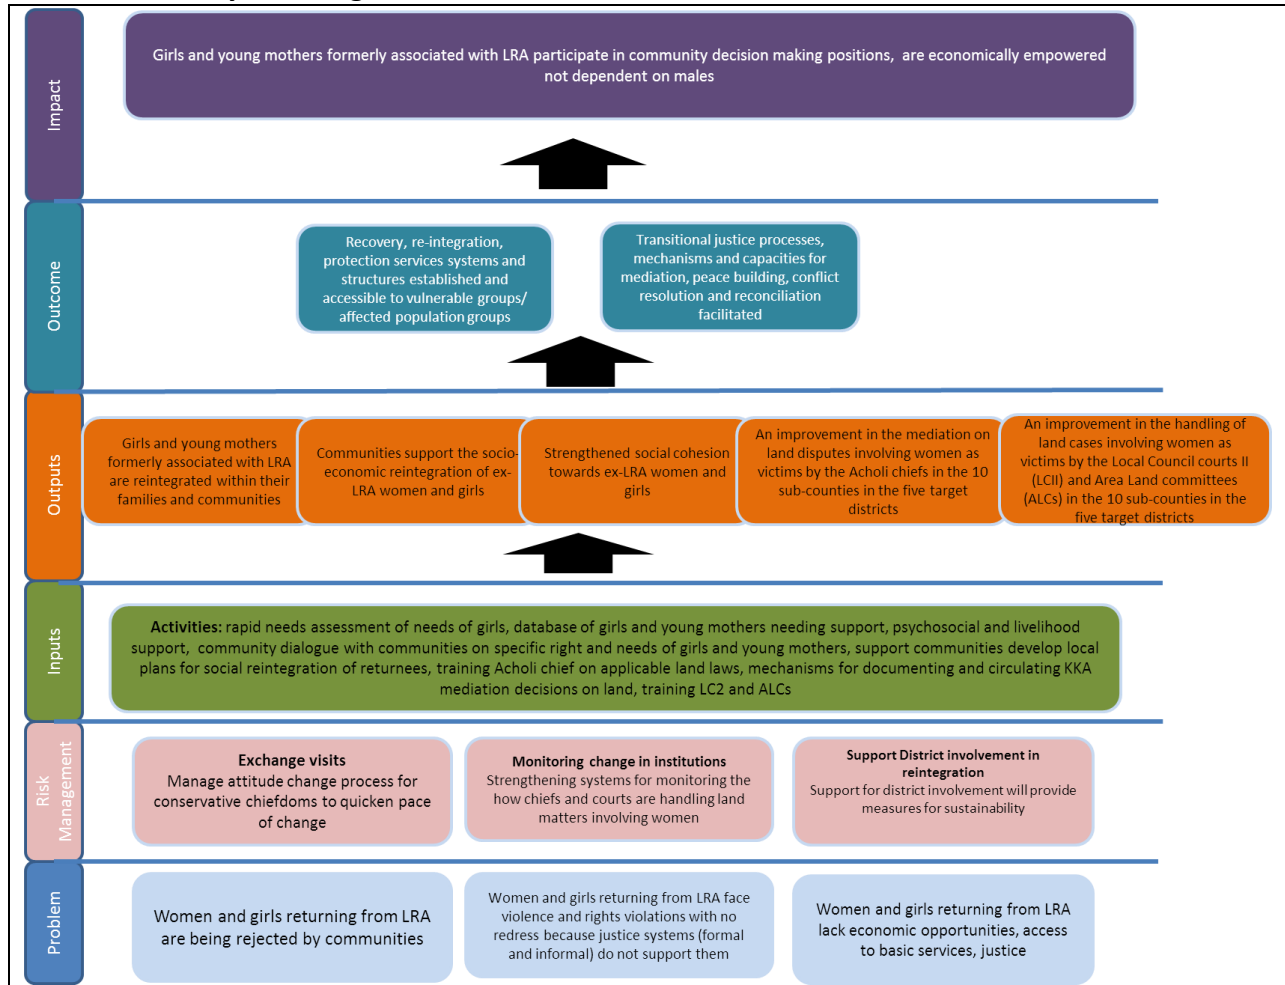 Impact
Girls and young mothers formerly associated with LRA participate in community decision making positions,  are economically empowered
not dependent on males
Outcome
Recovery, re-integration,
protection services systems and
structures established and
accessible to vulnerable groups/
affected population groups
Transitional justice processes,
mechanisms and capacities for
mediation, peace building, conflict
resolution and reconciliation
facilitated
Outputs
Girls and young mothers
formerly associated with LRA
are reintegrated within their
families and communities
Communities support the socio-
economic reintegration of ex-
LRA women and girls
Strengthened social cohesion
towards ex-LRA women and
girls
An improvement in the mediation on
land disputes involving women as
victims by the Acholi chiefs in the 10
sub-counties in the five target
districts
An improvement in the handling of
land cases involving women as
victims by the Local Council courts II
(LCII) and Area Land committees
(ALCs) in the 10 sub-counties in the
five target districts
Inputs
Activities: rapid needs assessment of needs of girls, database of girls and young mothers needing support, psychosocial and livelihood
support,  community dialogue with communities on specific right and needs of girls and young mothers, support communities develop local
plans for social reintegration of returnees, training Acholi chief on applicable land laws, mechanisms for documenting and circulating KKA
mediation decisions on land, training LC2 and ALCs
Risk
Management
Exchange visits
Manage attitude change process for
conservative chiefdoms to quicken pace
of change
Monitoring change in institutions
Strengthening systems for monitoring the
how chiefs and courts are handling land
matters involving women
Support District involvement in
reintegration
Support for district involvement will provide
measures for sustainability
Problem
Women and girls returning from LRA
are being rejected by communities
Women and girls returning from LRA face
violence and rights violations with no
redress because justice systems (formal
and informal) do not support them
Women and girls returning from LRA
lack economic opportunities, access
to basic services, justice